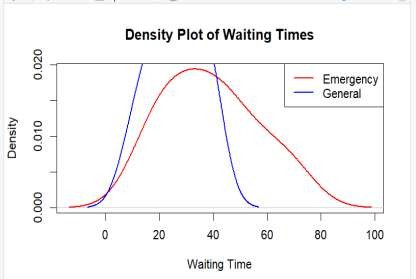 Density Plot of Waiting Times
Emergency
General
Density
0.000
0.010
0.020
0
20
40
60
80
100
Waiting Time